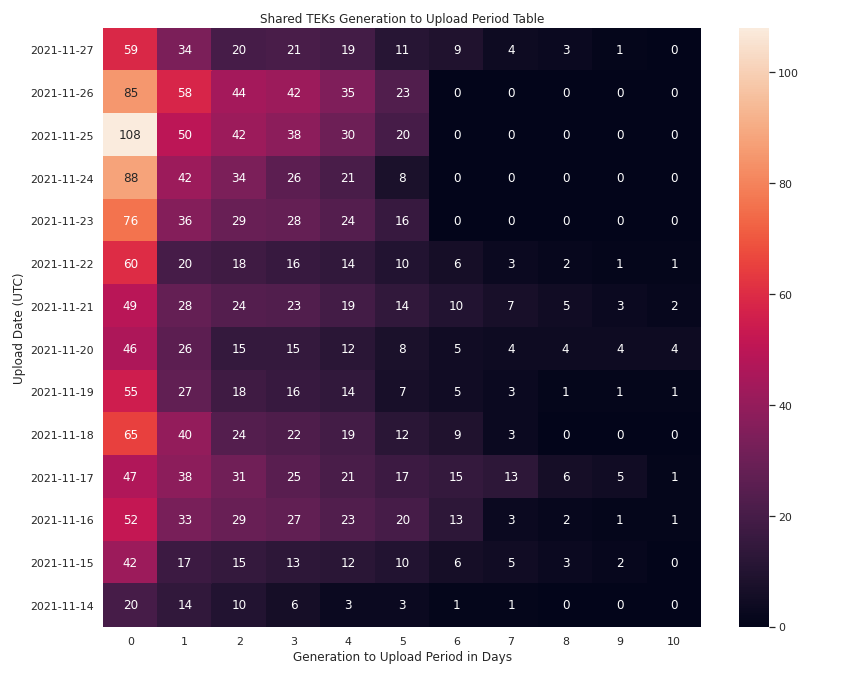 Shared TEKs Generation to Upload Period Table
Upload Date (UTC)
2021-11-27 59 34 20 21 19 11 9 4 3 1 0
2021-11-26 85 58 44 42 35 23 0 0 0 0 0
2021-11-25 108 50 42 38 30 20 0 0 0 0 0
2021-11-24 88 42 34 26 21 8 0 0 0 0 0
2021-11-23 76 36 29 28 24 16 0 0 0 0 0
2021-11-22 60 20 18 16 14 10 6 3 2 1 1
2021-11-21 49 28 24 23 19 14 10 7 5 3 2
2021-11-20 46 26 15 15 12 8 5 4 4 4 4
2021-11-19 55 27 18 16 14 7 5 3 1 1 1
2021-11-18 65 40 24 22 19 12 9 3 0 0 0
2021-11-17 47 38 31 25 21 17 15 13 6 5 1
2021-11-16 52 33 29 27 23 20 13 3 2 1 1
2021-11-15 42 17 15 13 12 10 6 5 3 2 0
2021-11-14 20 14 10 6 3 3 1 1 0 0 0
0 1 2 3 4 5 6 7 8 9 10
Generation to Upload Period in Days
100
80
60
40
20
0